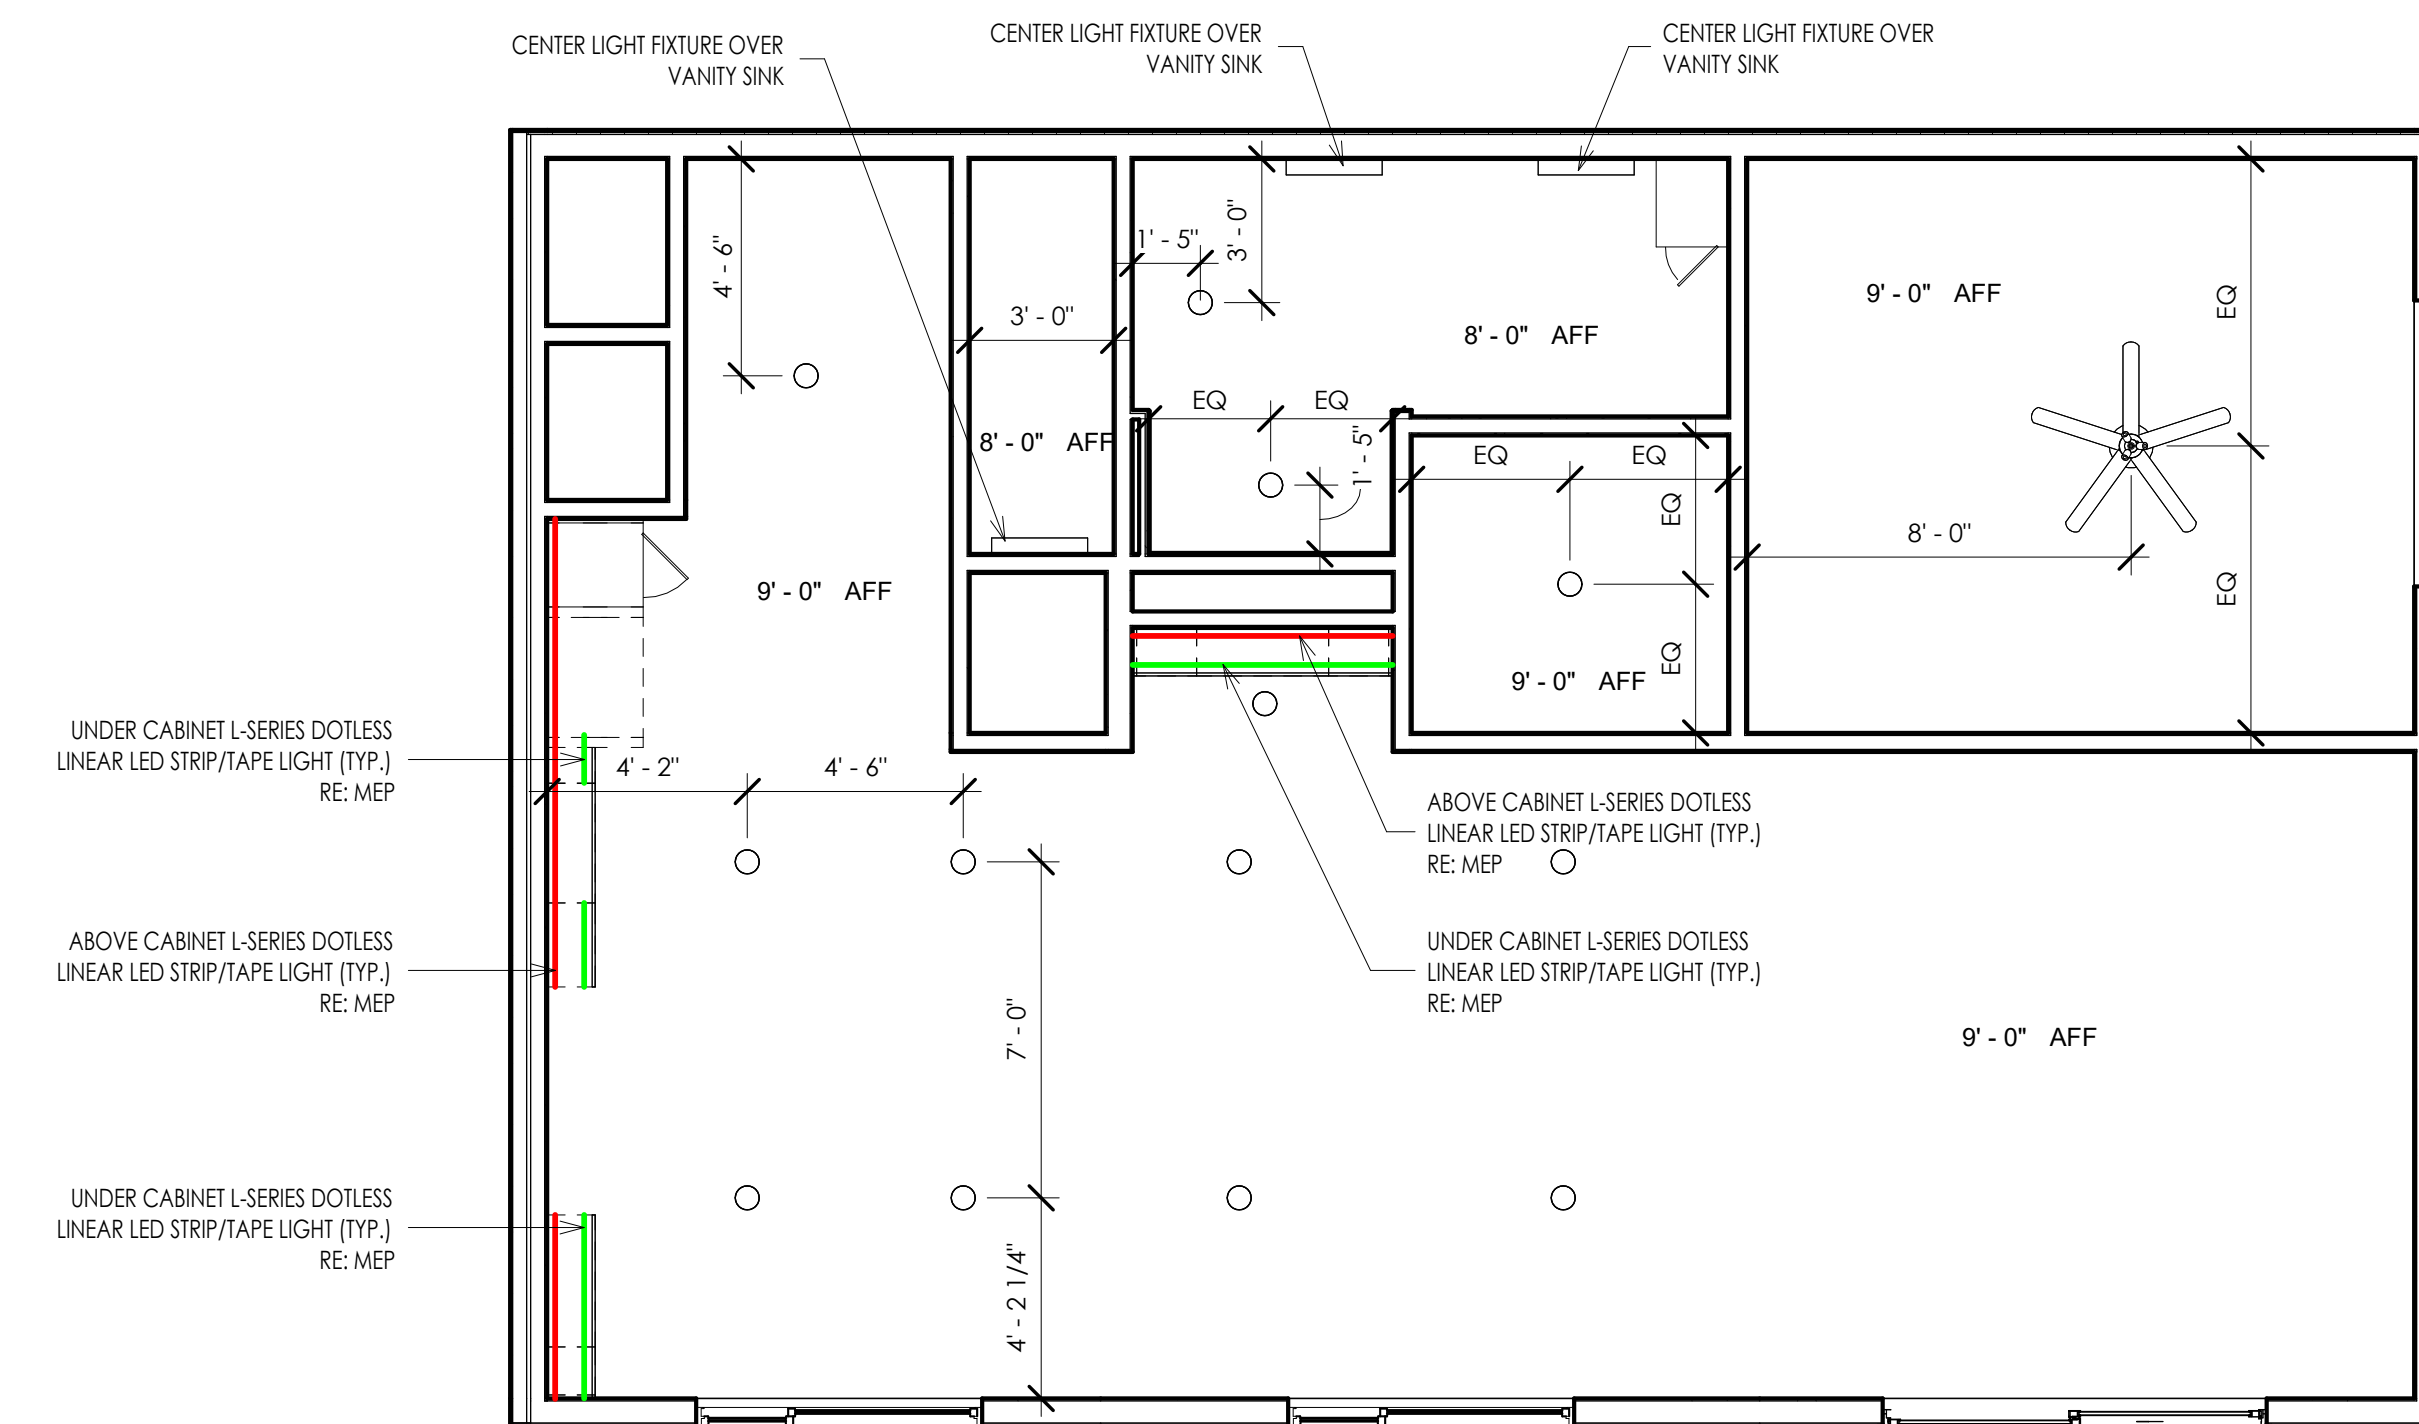 CENTER LIGHT FIXTURE OVER
VANITY SINK
CENTER LIGHT FIXTURE OVER
VANITY SINK
CENTER LIGHT FIXTURE OVER
VANITY SINK
4' - 6"
1' - 5"
3' - 0"
3' - 0"
8' - 0" AFF
9' - 0" AFF
EQ
EQ
EQ
8' - 0" AFF
1' - 5"
EQ
EQ
EQ
8' - 0"
9' - 0" AFF
EQ
EQ
9' - 0" AFF
UNDER CABINET L-SERIES DOTLESS
LINEAR LED STRIP/TAPE LIGHT (TYP.)
RE: MEP
4' - 2"
4' - 6"
ABOVE CABINET L-SERIES DOTLESS
LINEAR LED STRIP/TAPE LIGHT (TYP.)
RE: MEP
ABOVE CABINET L-SERIES DOTLESS
LINEAR LED STRIP/TAPE LIGHT (TYP.)
RE: MEP
UNDER CABINET L-SERIES DOTLESS
LINEAR LED STRIP/TAPE LIGHT (TYP.)
RE: MEP
7' - 0"
9' - 0" AFF
UNDER CABINET L-SERIES DOTLESS
LINEAR LED STRIP/TAPE LIGHT (TYP.)
RE: MEP
4' - 2 1/4"